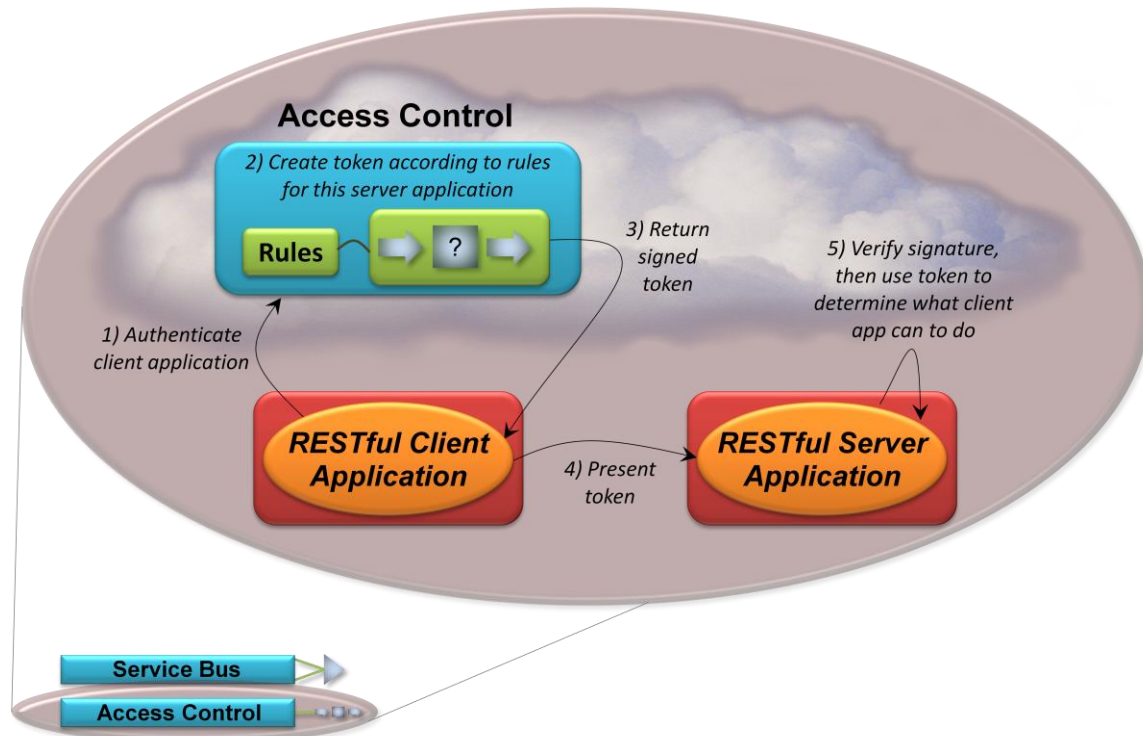 Access Control
2) Create token according to rules
for this server application
Rules
?
3) Return
signed
token
5) Verify signature,
then use token to
determine what client
app can to do
1) Authenticate
client application
RESTful Client
Application
4) Present
token
RESTful Server
Application
Service Bus
Access Control